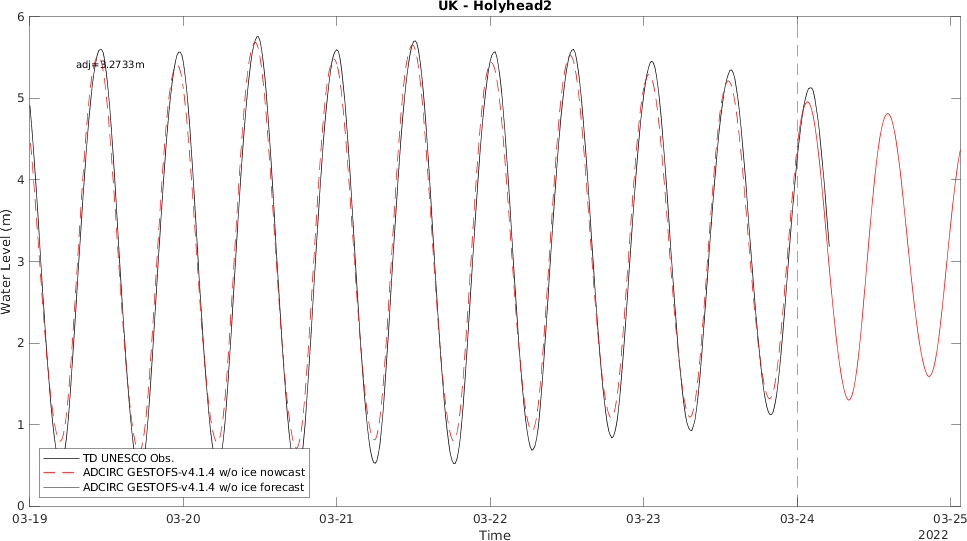 UK - Holyhead2
6
adj=3.2733m
5
4
3
2
1
0
Water Level (m)
TD UNESCO Obs.
ADCIRC GESTOFS-v4.1.4 w/o ice nowcast
ADCIRC GESTOFS-v4.1.4 w/o ice forecast
03-19 03-20 03-21 03-22 03-23 03-24 03-25
Time
2022